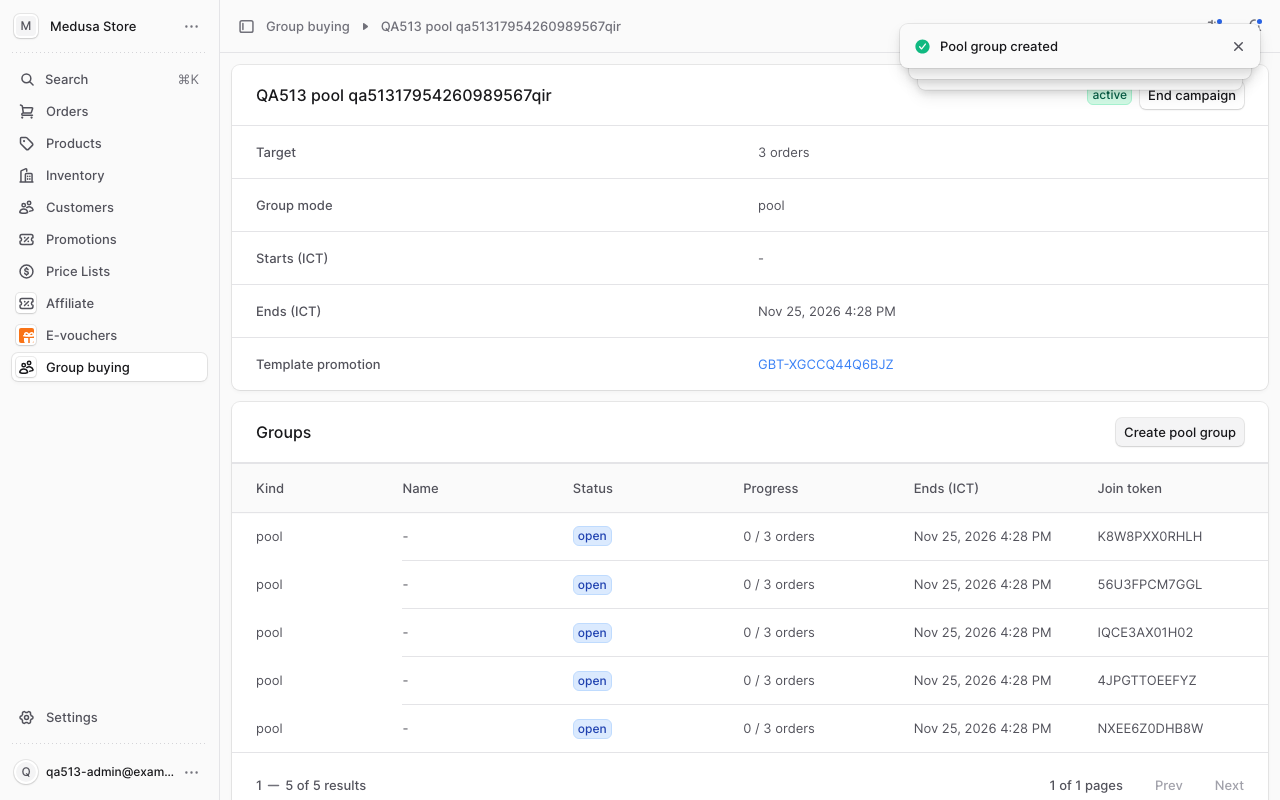 M Medusa Store
Group buying QA513 pool qa51317954260989567qir
Pool group created
Search ⌘K
Orders
Products
Inventory
Customers
Promotions
Price Lists
Affiliate
E-vouchers
Group buying
Settings
Q qa513-admin@exam...
QA513 pool qa51317954260989567qir
active End campaign
Target 3 orders
Group mode pool
Starts (ICT) -
Ends (ICT) Nov 25, 2026 4:28 PM
Template promotion GBT-XGCCQ44Q6BJZ
Groups Create pool group
Kind Name Status Progress Ends (ICT) Join token
pool - open 0 / 3 orders Nov 25, 2026 4:28 PM K8W8PXX0RHLH
pool - open 0 / 3 orders Nov 25, 2026 4:28 PM 56U3FPCM7GGL
pool - open 0 / 3 orders Nov 25, 2026 4:28 PM IQCE3AX01H02
pool - open 0 / 3 orders Nov 25, 2026 4:28 PM 4JPGTTOEEFYZ
pool - open 0 / 3 orders Nov 25, 2026 4:28 PM NXEE6Z0DHB8W
1 — 5 of 5 results 1 of 1 pages Prev Next